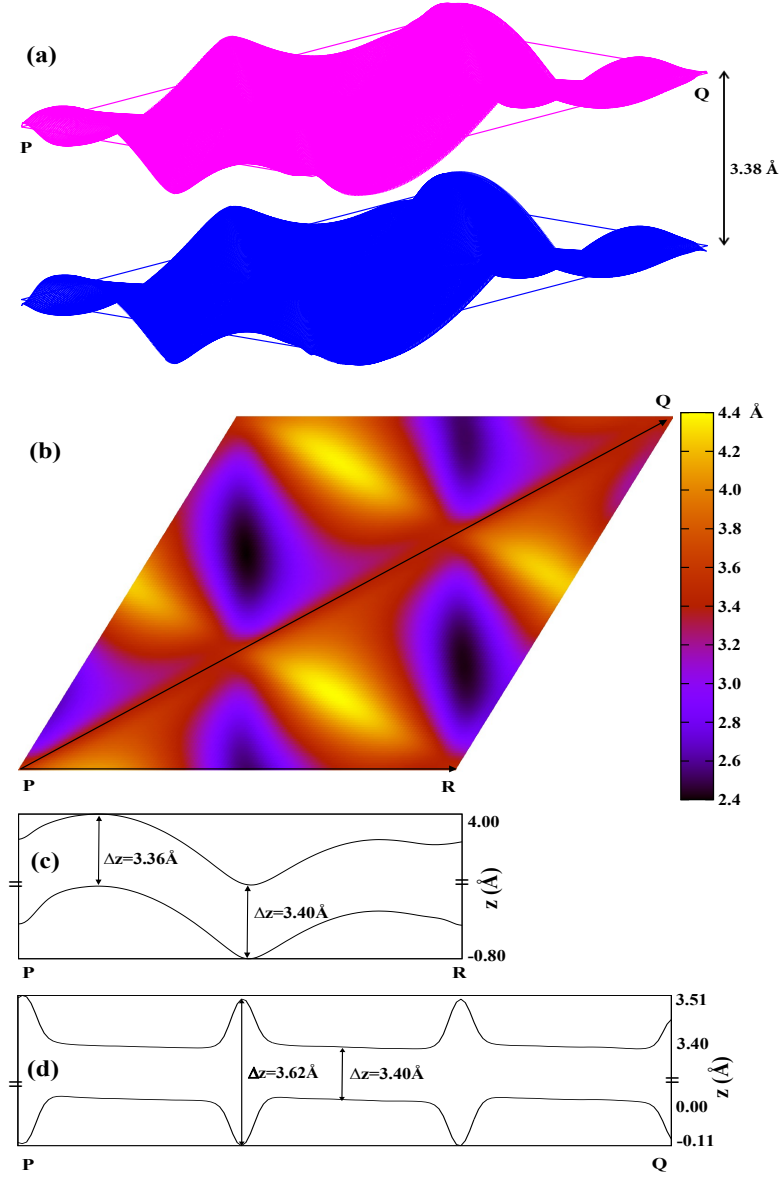 (a)
P
Q
3.38 Å
Q
(b)
4.4 Å
4.2
4.0
3.8
3.6
3.4
3.2
3.0
2.8
2.6
2.4
P
R
(c)
Δz=3.36Å
Δz=3.40Å
4.00
z (Å)
-0.80
P
R
(d)
Δz=3.62Å
Δz=3.40Å
3.51
3.40
z (Å)
0.00
-0.11
P
Q